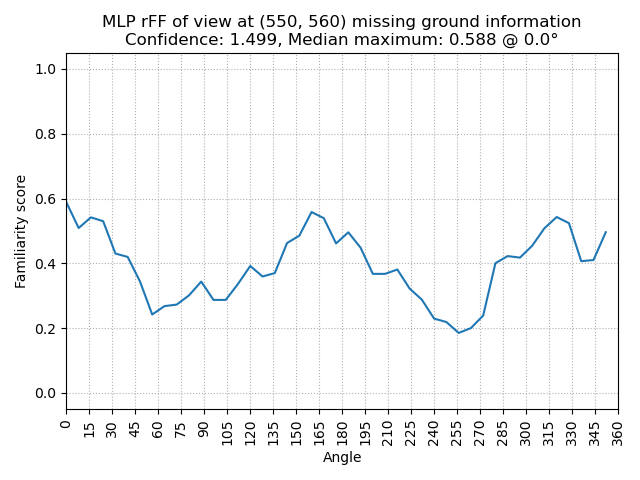 MLP rFF of view at (550, 560) missing ground information
Confidence: 1.499, Median maximum: 0.588 @ 0.0°
Familiarity score
1.0
0.8
0.6
0.4
0.2
0.0
0 15 30 45 60 75 90 105 120 135 150 165 180 195 210 225 240 255 270 285 300 315 330 345 360
Angle